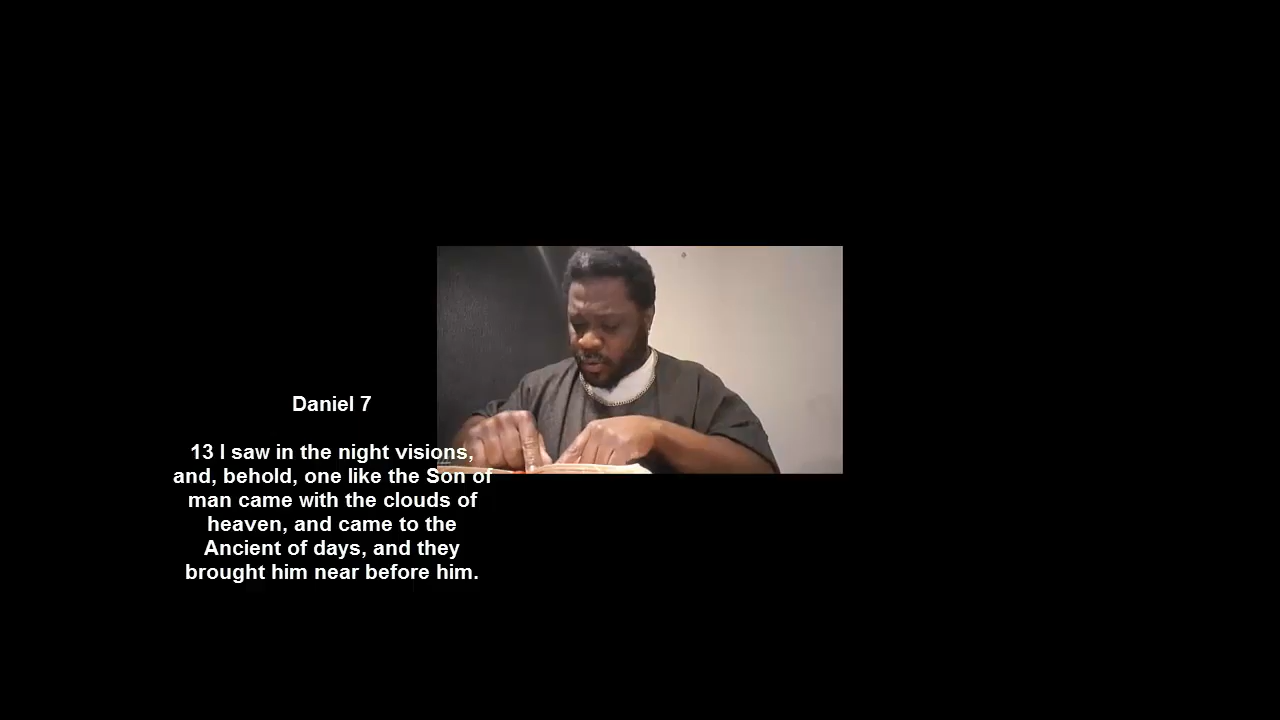 Daniel 7
13 I saw in the night visions,
and, behold, one like the Son of
man came with the clouds of
heaven, and came to the
Ancient of days, and they
brought him near before him.